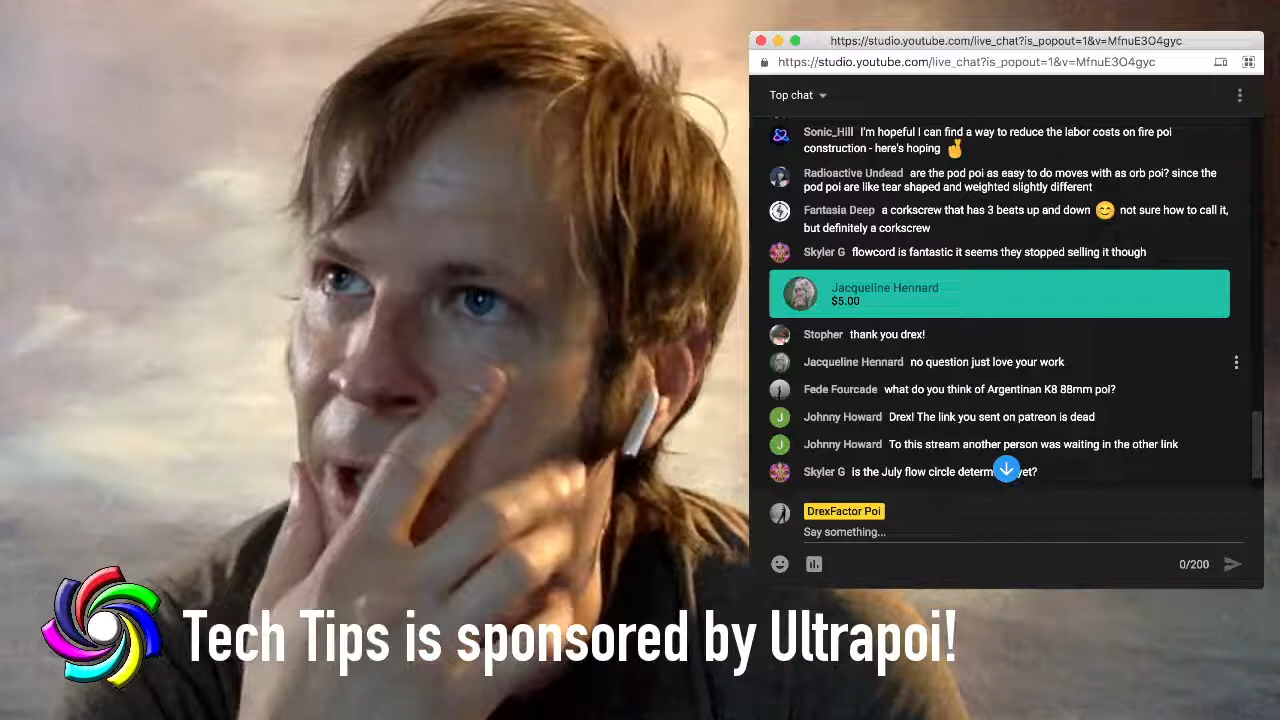 https://studio.youtube.com/live_chat?is_popout=1&v=MfnuE3O4gyc
https://studio.youtube.com/live_chat?is_popout=1&v=MfnuE3O4gyc
Top chat
Sonic_Hill I'm hopeful I can find a way to reduce the labor costs on fire poi
construction - here's hoping 🤞
Radioactive Undead are the pod poi as easy to do moves with as orb poi? since the
pod poi are like tear shaped and weighted slightly different
Fantasia Deep a corkscrew that has 3 beats up and down 😊 not sure how to call it,
but definitely a corkscrew
Skyler G flowcord is fantastic it seems they stopped selling it though
Jacqueline Hennard
$5.00
Stopher thank you drex!
Jacqueline Hennard no question just love your work
Fede Fourcade what do you think of Argentinan K8 88mm poi?
J Johnny Howard Drex! The link you sent on patreon is dead
J Johnny Howard To this stream another person was waiting in the other link
Skyler G is the July flow circle determ yet?
DrexFactor Poi
Say something...
0/200
Tech Tips is sponsored by Ultrapoi!